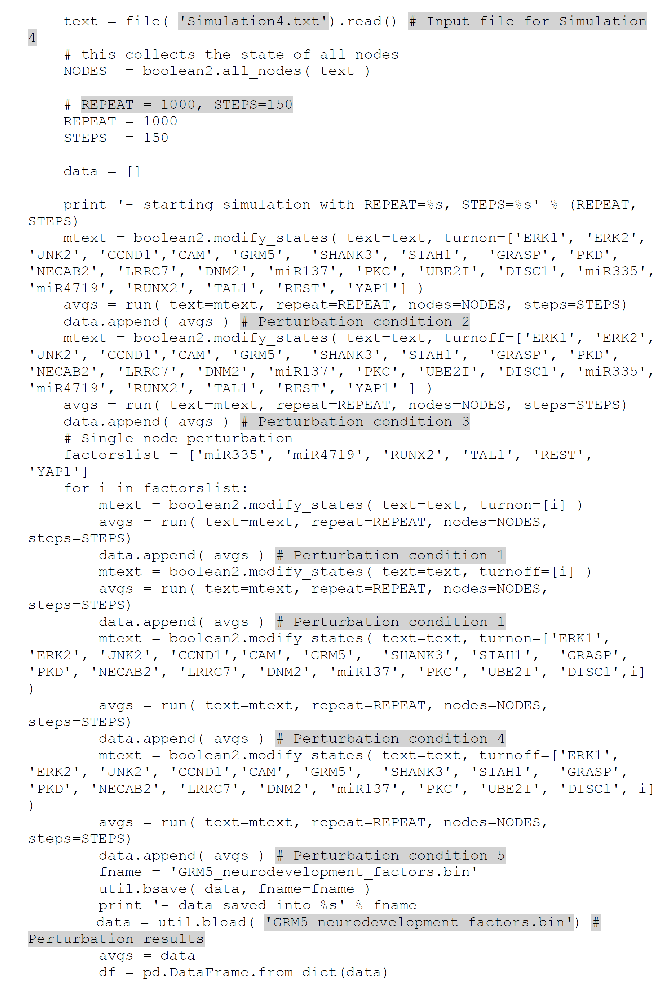 text = file( 'Simulation4.txt').read() # Input file for Simulation
4
# this collects the state of all nodes
NODES  = boolean2.all_nodes( text )
# REPEAT = 1000, STEPS=150
REPEAT = 1000
STEPS  = 150
data = []
print '- starting simulation with REPEAT=%s, STEPS=%s' % (REPEAT,
STEPS)
mtext = boolean2.modify_states( text=text, turnon=['ERK1', 'ERK2',
'JNK2', 'CCND1','CAM', 'GRM5',  'SHANK3', 'SIAH1',  'GRASP', 'PKD',
'NECAB2', 'LRRC7', 'DNM2', 'miR137', 'PKC', 'UBE2I', 'DISC1', 'miR335',
'miR4719', 'RUNX2', 'TAL1', 'REST', 'YAP1'] )
avgs = run( text=mtext, repeat=REPEAT, nodes=NODES, steps=STEPS)
data.append( avgs ) # Perturbation condition 2
mtext = boolean2.modify_states( text=text, turnoff=['ERK1', 'ERK2',
'JNK2', 'CCND1','CAM', 'GRM5',  'SHANK3', 'SIAH1',  'GRASP', 'PKD',
'NECAB2', 'LRRC7', 'DNM2', 'miR137', 'PKC', 'UBE2I', 'DISC1', 'miR335',
'miR4719', 'RUNX2', 'TAL1', 'REST', 'YAP1' ] )
avgs = run( text=mtext, repeat=REPEAT, nodes=NODES, steps=STEPS)
data.append( avgs ) # Perturbation condition 3
# Single node perturbation
factorslist = ['miR335', 'miR4719', 'RUNX2', 'TAL1', 'REST',
'YAP1']
for i in factorslist:
mtext = boolean2.modify_states( text=text, turnon=[i] )
avgs = run( text=mtext, repeat=REPEAT, nodes=NODES,
steps=STEPS)
data.append( avgs ) # Perturbation condition 1
mtext = boolean2.modify_states( text=text, turnoff=[i] )
avgs = run( text=mtext, repeat=REPEAT, nodes=NODES,
steps=STEPS)
data.append( avgs ) # Perturbation condition 1
mtext = boolean2.modify_states( text=text, turnon=['ERK1',
'ERK2', 'JNK2', 'CCND1','CAM', 'GRM5',  'SHANK3', 'SIAH1',  'GRASP',
'PKD', 'NECAB2', 'LRRC7', 'DNM2', 'miR137', 'PKC', 'UBE2I', 'DISC1',i]
)
avgs = run( text=mtext, repeat=REPEAT, nodes=NODES,
steps=STEPS)
data.append( avgs ) # Perturbation condition 4
mtext = boolean2.modify_states( text=text, turnoff=['ERK1',
'ERK2', 'JNK2', 'CCND1','CAM', 'GRM5',  'SHANK3', 'SIAH1',  'GRASP',
'PKD', 'NECAB2', 'LRRC7', 'DNM2', 'miR137', 'PKC', 'UBE2I', 'DISC1', i]
)
avgs = run( text=mtext, repeat=REPEAT, nodes=NODES,
steps=STEPS)
data.append( avgs ) # Perturbation condition 5
fname = 'GRM5_neurodevelopment_factors.bin'
util.bsave( data, fname=fname )
print '- data saved into %s' % fname
data = util.bload( 'GRM5_neurodevelopment_factors.bin') #
Perturbation results
avgs = data
df = pd.DataFrame.from_dict(data)